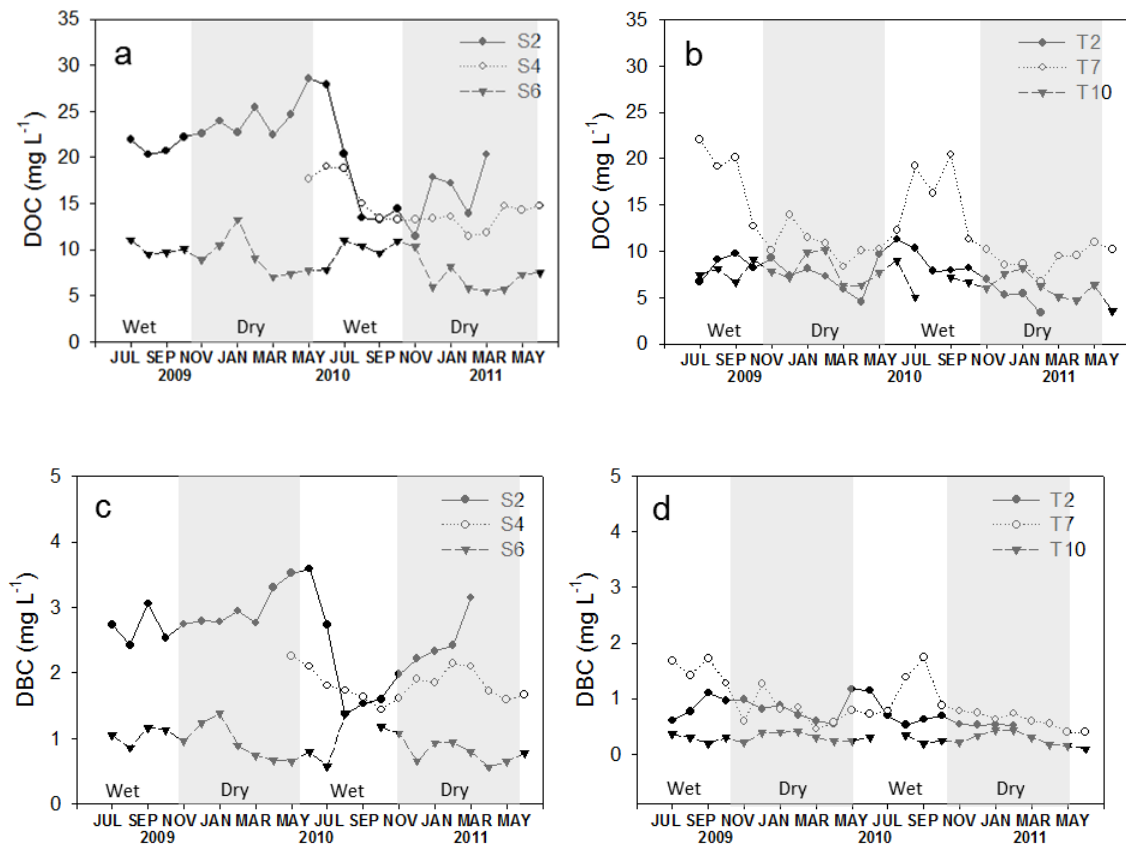 a
S2
S4
S6
35
30
25
20
15
10
5
0
DOC (mg L⁻¹)
Wet Dry Wet Dry
JUL SEP NOV JAN MAR MAY JUL SEP NOV JAN MAR MAY
2009 2010 2011
b
T2
T7
T10
35
30
25
20
15
10
5
0
DOC (mg L⁻¹)
Wet Dry Wet Dry
JUL SEP NOV JAN MAR MAY JUL SEP NOV JAN MAR MAY
2009 2010 2011
c
S2
S4
S6
5
4
3
2
1
0
DBC (mg L⁻¹)
Wet Dry Wet Dry
JUL SEP NOV JAN MAR MAY JUL SEP NOV JAN MAR MAY
2009 2010 2011
d
T2
T7
T10
5
4
3
2
1
0
DBC (mg L⁻¹)
Wet Dry Wet Dry
JUL SEP NOV JAN MAR MAY JUL SEP NOV JAN MAR MAY
2009 2010 2011